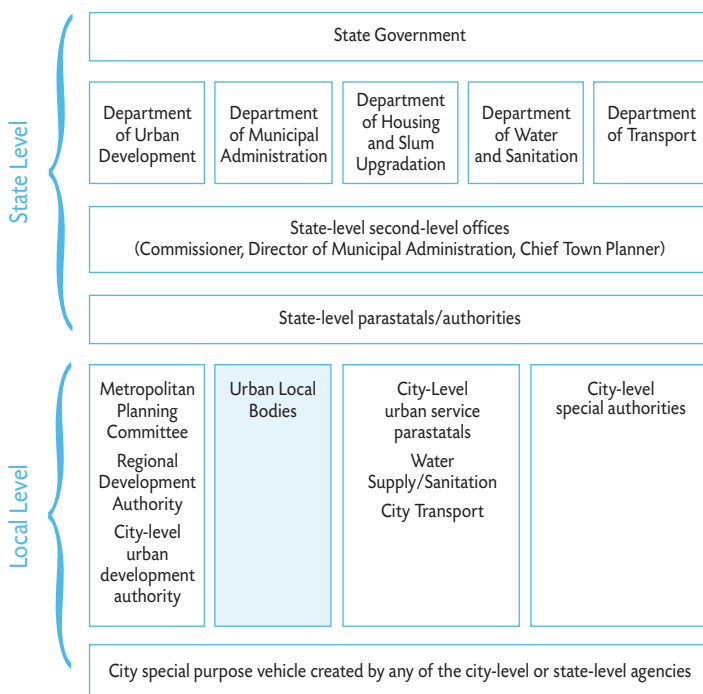 State Level
State Government
Department
of Urban
Development
Department
of Municipal
Administration
Department
of Housing
and Slum
Upgradation
Department
of Water
and Sanitation
Department
of Transport
State-level second-level offices
(Commissioner, Director of Municipal Administration, Chief Town Planner)
State-level parastatals/authorities
Local Level
Metropolitan
Planning
Committee
Regional
Development
Authority
City-level
urban
development
authority
Urban Local
Bodies
City-Level
urban service
parastatals
Water
Supply/Sanitation
City Transport
City-level
special authorities
City special purpose vehicle created by any of the city-level or state-level agencies